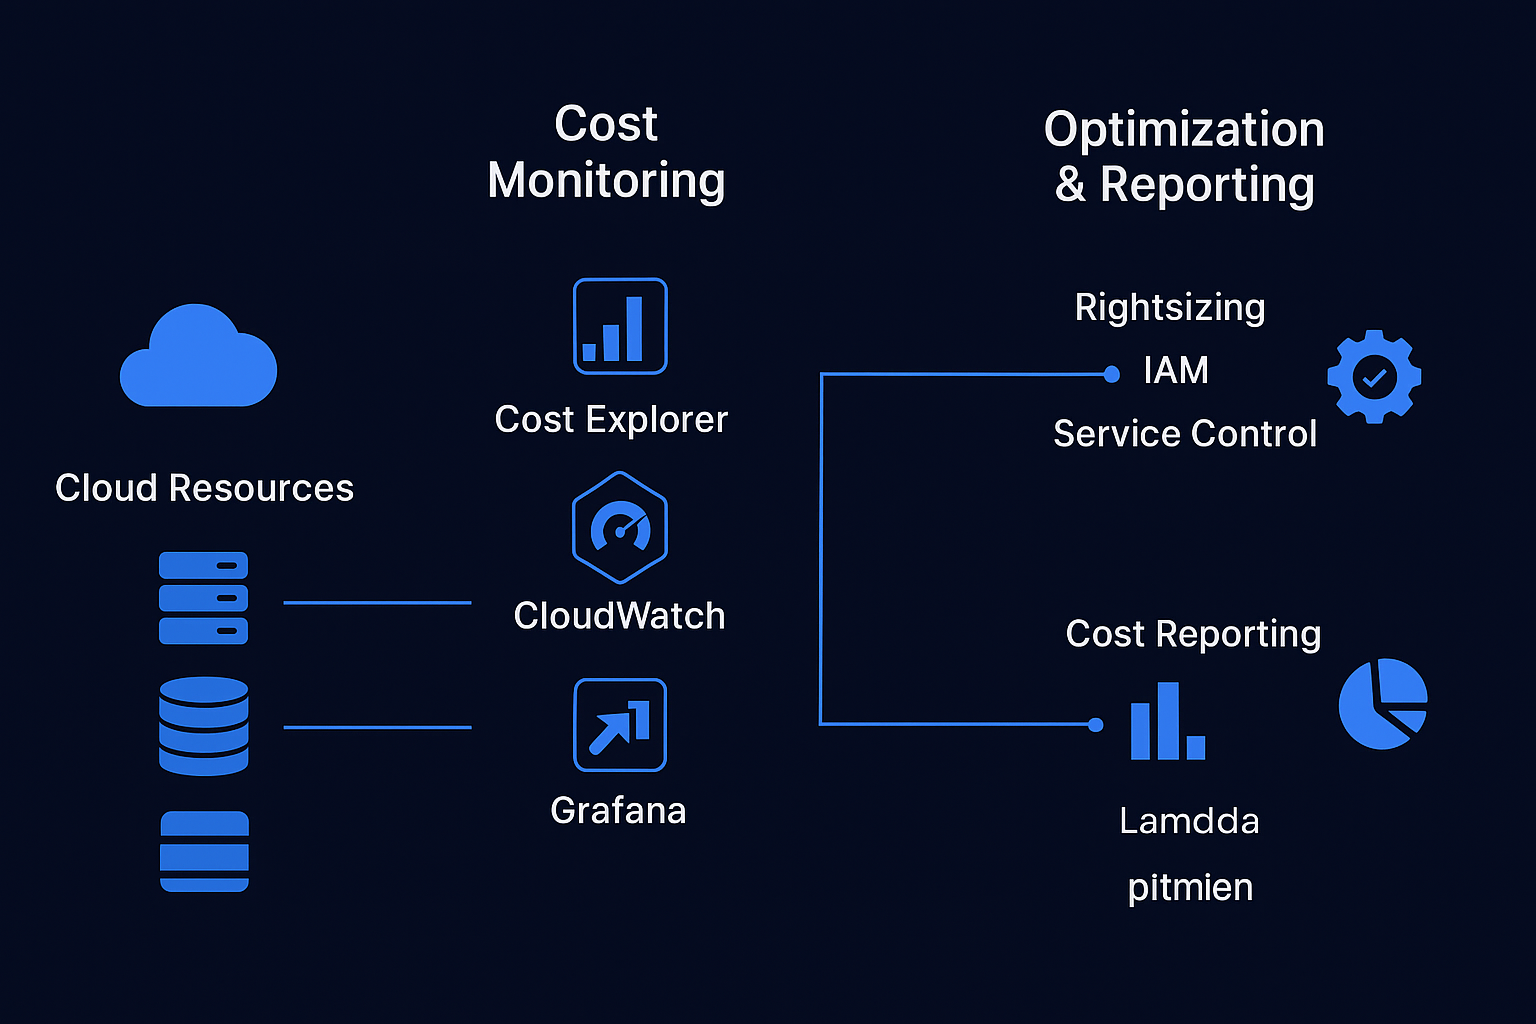 Cost
Monitoring
Optimization
& Reporting
Cloud Resources
Cost Explorer
CloudWatch
Grafana
Rightsizing
IAM
Service Control
Cost Reporting
Lamdda
pitmien